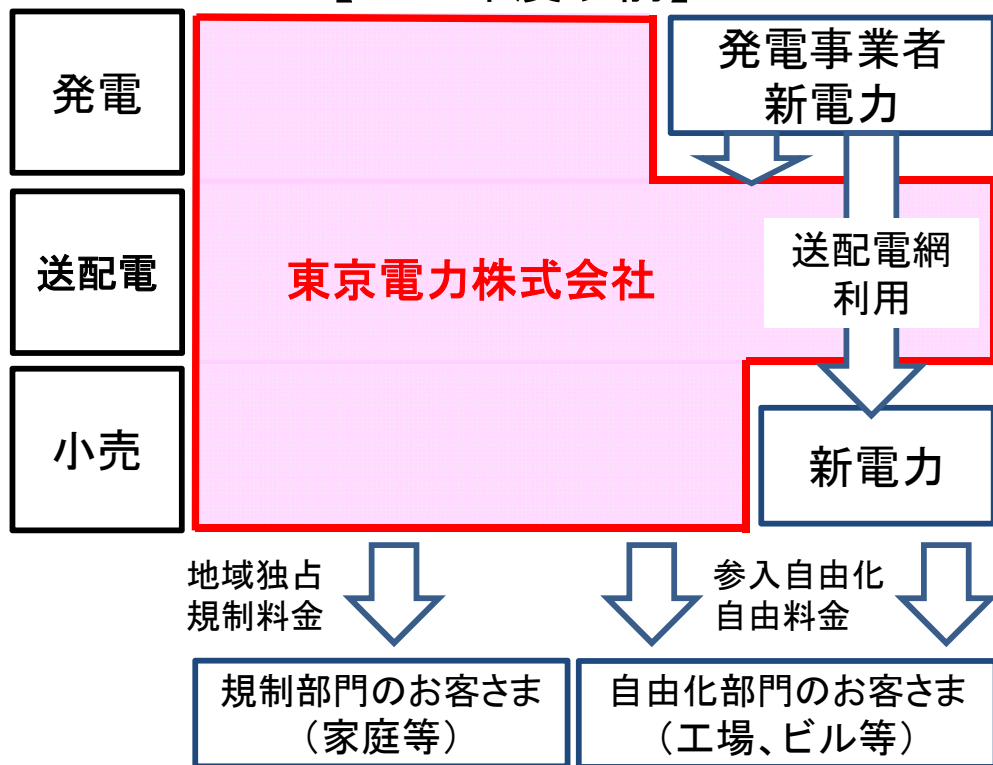 発電
発電事業者
新電力
送配電
東京電力株式会社
送配電網
利用
小売
新電力
地域独占
規制料金
参入自由化
自由料金
規制部門のお客さま
（家庭等）
自由化部門のお客さま
（工場、ビル等）